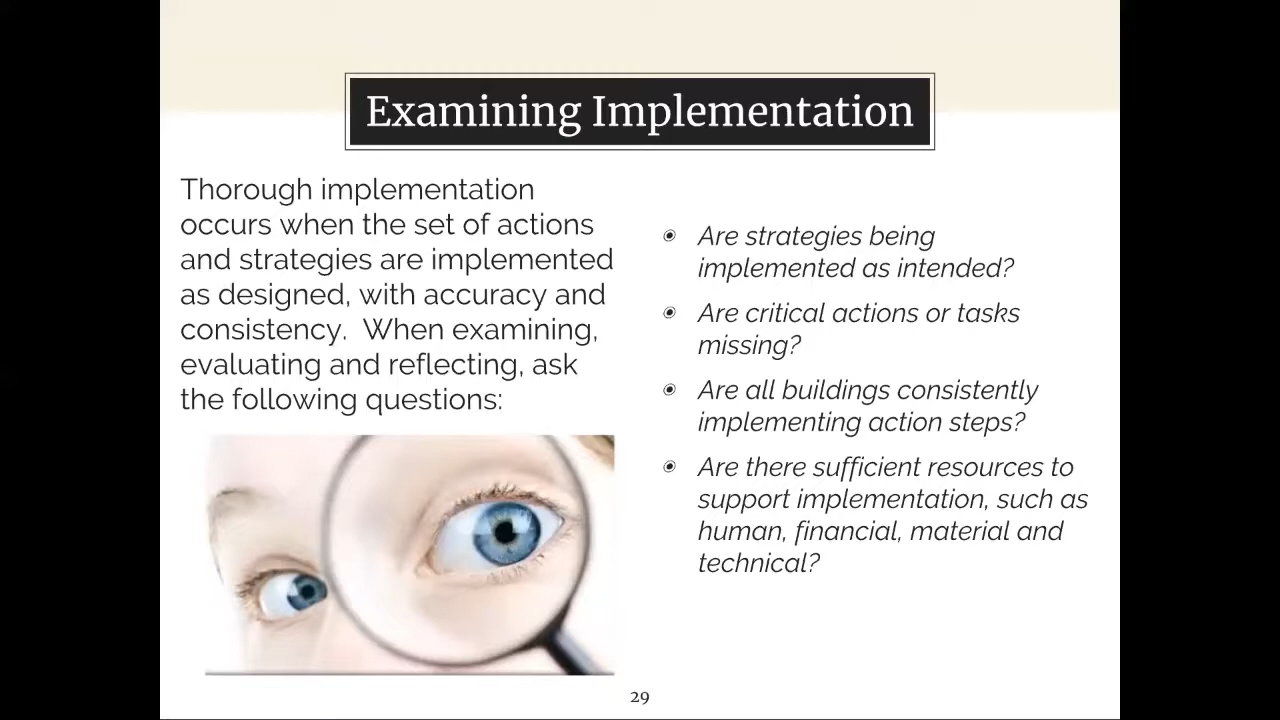 Examining Implementation
Thorough implementation
occurs when the set of actions
and strategies are implemented
as designed, with accuracy and
consistency.  When examining,
evaluating and reflecting, ask
the following questions:
Are strategies being
implemented as intended?
Are critical actions or tasks
missing?
Are all buildings consistently
implementing action steps?
Are there sufficient resources to
support implementation, such as
human, financial, material and
technical?
29